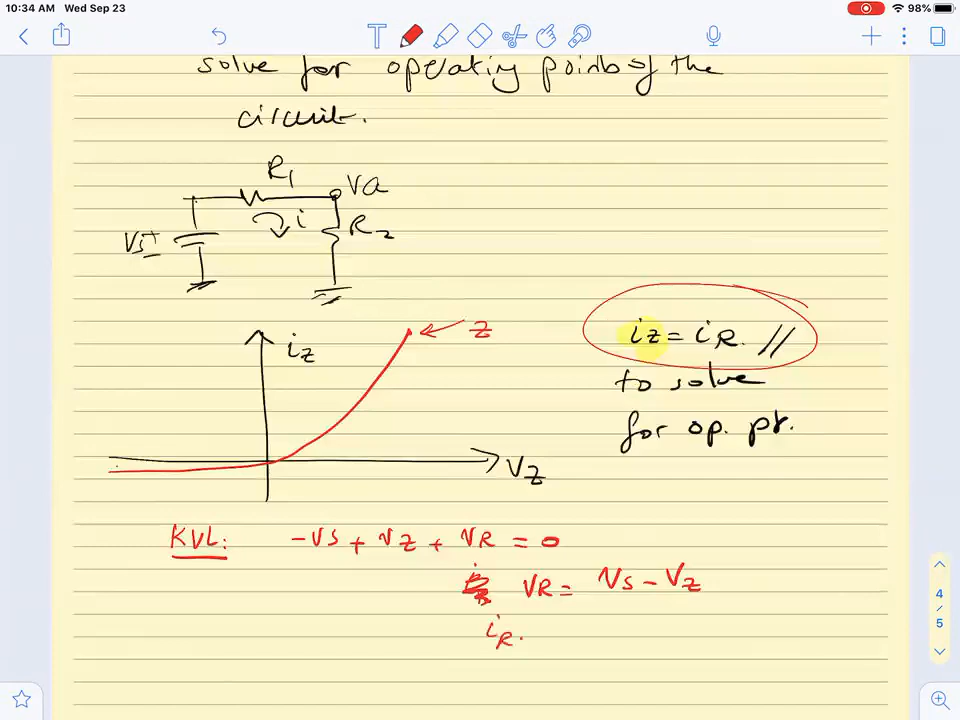 10:34 AM Wed Sep 23
98%
T
solve for operating points of the
circuit.
R1
Va
i
R2
Vs+
iz
z
iz = iR. //
to solve
for op. pt.
Vz
KVL: -Vs + Vz + VR = 0
VR = Vs - Vz
iR.
4
/
5